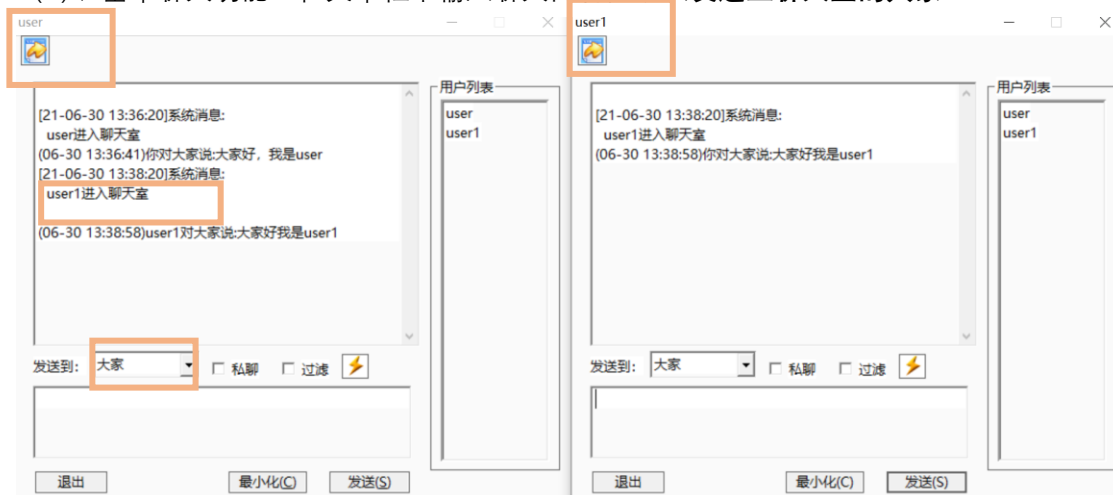 user
用户列表
[21-06-30 13:36:20]系统消息:
user进入聊天室
(06-30 13:36:41)你对大家说:大家好，我是user
[21-06-30 13:38:20]系统消息:
user1进入聊天室
(06-30 13:38:58)user1对大家说:大家好我是user1
user
user1
发送到: 大家 私聊 过滤
退出 最小化(C) 发送(S)
user1
用户列表
[21-06-30 13:38:20]系统消息:
user1进入聊天室
(06-30 13:38:58)你对大家说:大家好我是user1
user
user1
发送到: 大家 私聊 过滤
退出 最小化(C) 发送(S)